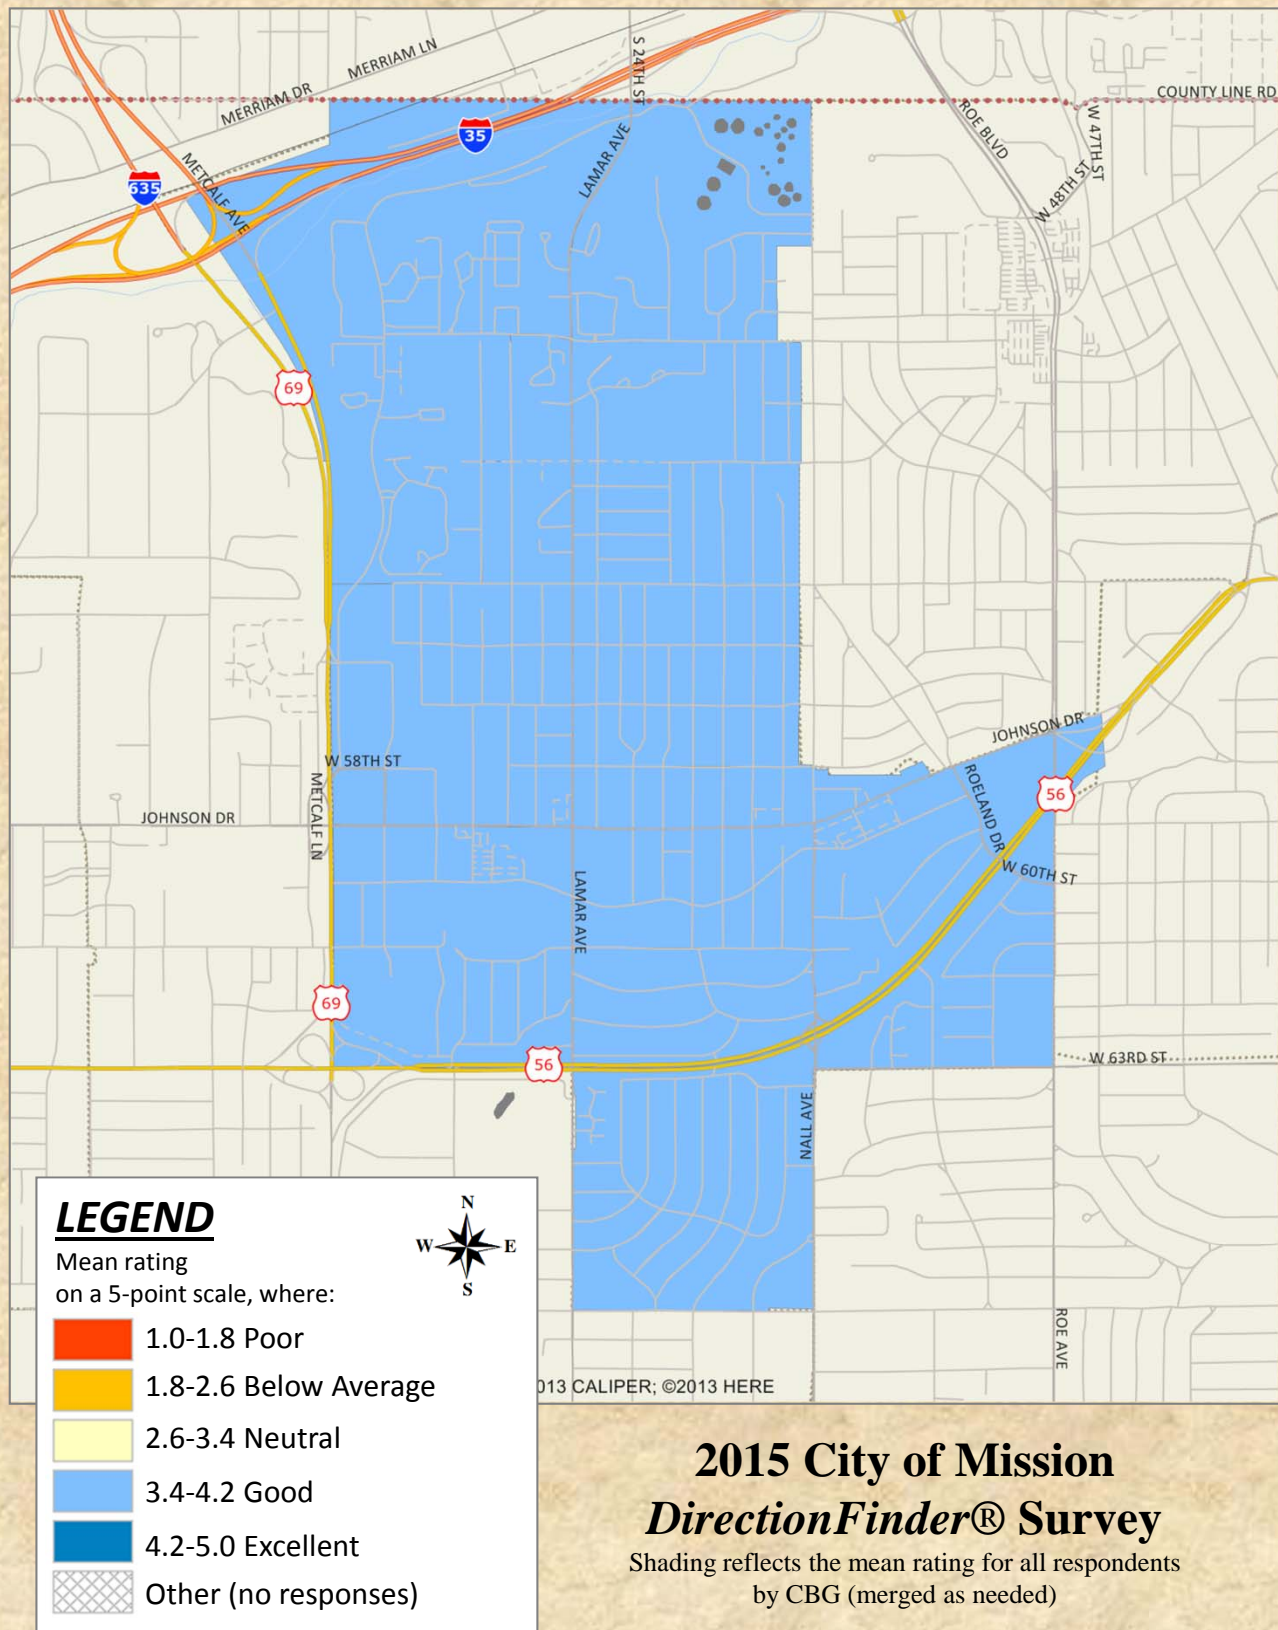 S 24TH ST
MERRIAM LN
MERRIAM DR
COUNTY LINE RD
ROE BLVD
W 47TH ST
35
LAMAR AVE
METCALF AVE
635
W 48TH ST
69
JOHNSON DR
W 58TH ST
ROELAND DR
56
METCALF LN
JOHNSON DR
W 60TH ST
LAMAR AVE
69
56
W 63RD ST
NALL AVE
ROE AVE
013 CALIPER; ©2013 HERE
LEGEND
N
W E
S
Mean rating
on a 5-point scale, where:
1.0-1.8 Poor
1.8-2.6 Below Average
2.6-3.4 Neutral
3.4-4.2 Good
4.2-5.0 Excellent
Other (no responses)
2015 City of Mission
DirectionFinder® Survey
Shading reflects the mean rating for all respondents
by CBG (merged as needed)